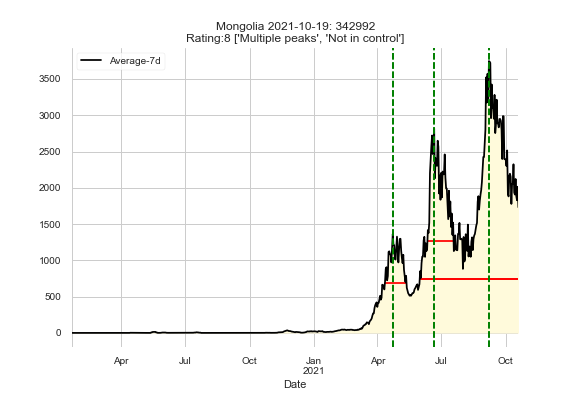 Mongolia 2021-10-19: 342992
Rating:8 ['Multiple peaks', 'Not in control']
Average-7d
3500
3000
2500
2000
1500
1000
500
0
Apr Jul Oct Jan Apr Jul Oct
2021
Date